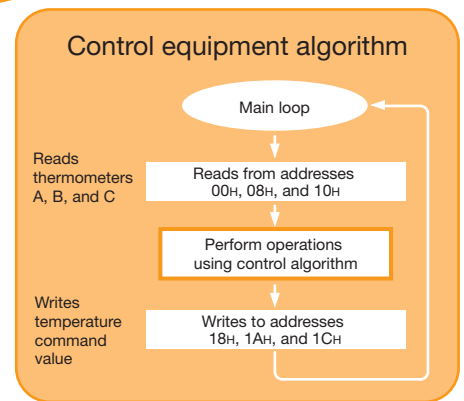 Control equipment algorithm
Main loop
Reads
thermometers
A, B, and C
Reads from addresses
00H, 08H, and 10H
Perform operations
using control algorithm
Writes
temperature
command
value
Writes to addresses
18H, 1AH, and 1CH